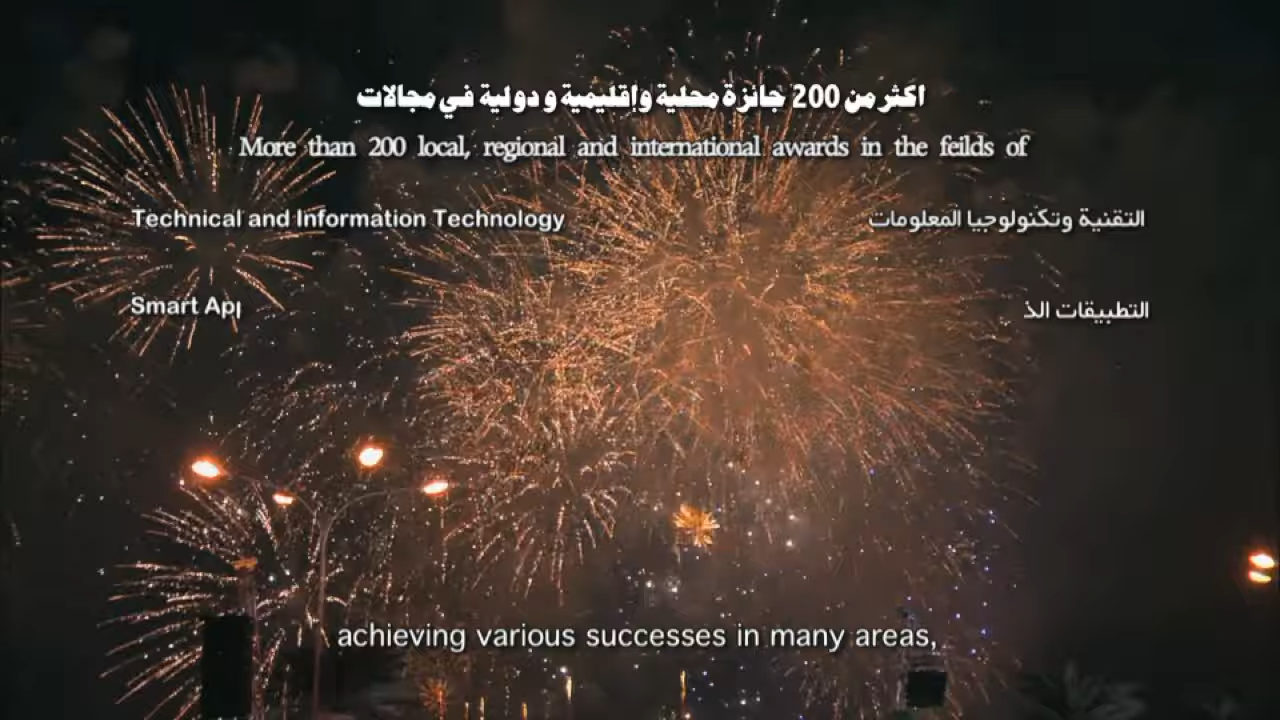 اكثر من 200 جائزة محلية وإقليمية و دولية في مجالات
More than 200 local, regional and international awards in the feilds of
Technical and Information Technology
التقنية وتكنولوجيا المعلومات
Smart Ap
التطبيقات الذ
achieving various successes in many areas,